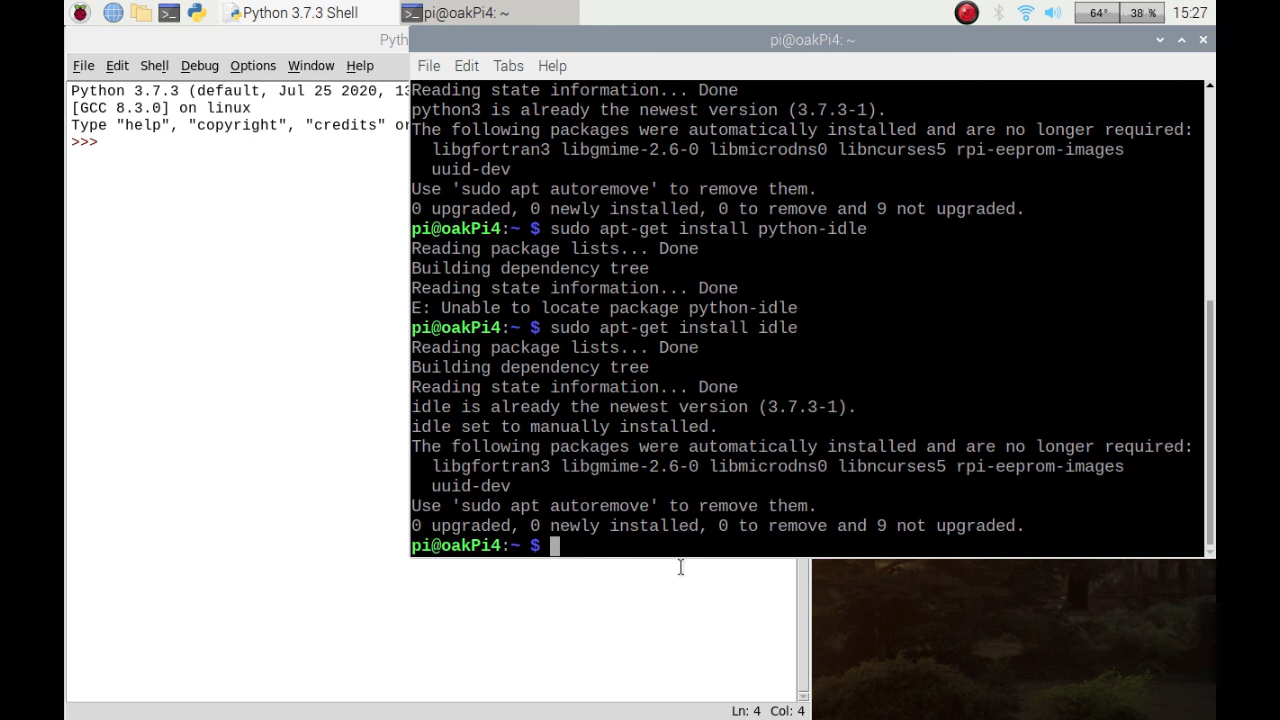 Python 3.7.3 Shell
pi@oakPi4: ~
64°
38 %
15:27
Pyth
File Edit Shell Debug Options Window Help
Python 3.7.3 (default, Jul 25 2020, 13
[GCC 8.3.0] on linux
Type "help", "copyright", "credits" or
>>>
pi@oakPi4: ~
File Edit Tabs Help
Reading state information... Done
python3 is already the newest version (3.7.3-1).
The following packages were automatically installed and are no longer required:
libgfortran3 libgmime-2.6-0 libmicrodns0 libncurses5 rpi-eeprom-images
uuid-dev
Use 'sudo apt autoremove' to remove them.
0 upgraded, 0 newly installed, 0 to remove and 9 not upgraded.
pi@oakPi4:~ $ sudo apt-get install python-idle
Reading package lists... Done
Building dependency tree
Reading state information... Done
E: Unable to locate package python-idle
pi@oakPi4:~ $ sudo apt-get install idle
Reading package lists... Done
Building dependency tree
Reading state information... Done
idle is already the newest version (3.7.3-1).
idle set to manually installed.
The following packages were automatically installed and are no longer required:
libgfortran3 libgmime-2.6-0 libmicrodns0 libncurses5 rpi-eeprom-images
uuid-dev
Use 'sudo apt autoremove' to remove them.
0 upgraded, 0 newly installed, 0 to remove and 9 not upgraded.
pi@oakPi4:~ $
Ln: 4 Col: 4